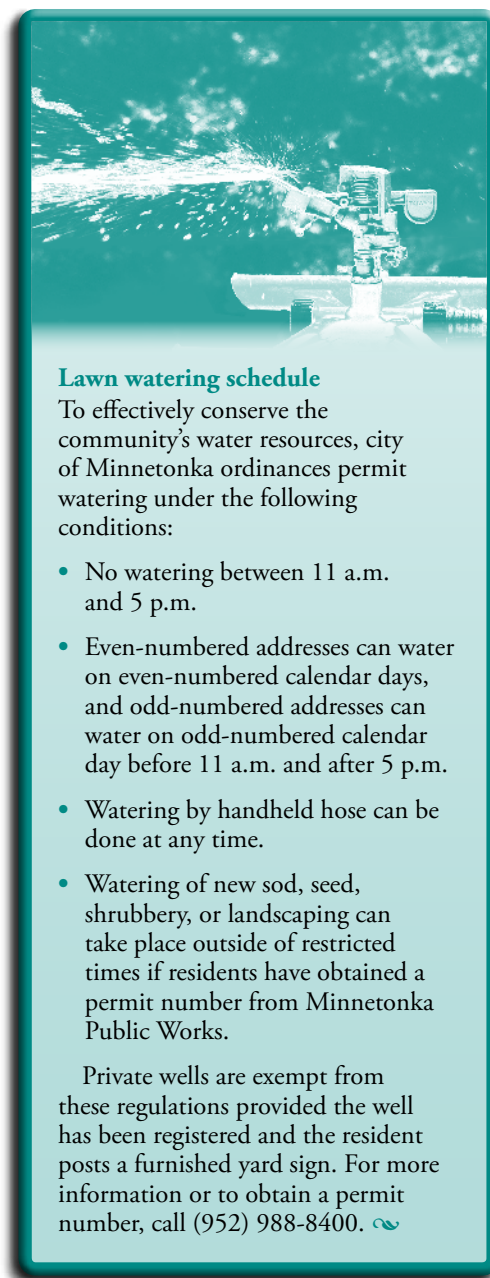 Lawn watering schedule
To effectively conserve the
community's water resources, city
of Minnetonka ordinances permit
watering under the following
conditions:
• No watering between 11 a.m.
and 5 p.m.
• Even-numbered addresses can water
on even-numbered calendar days,
and odd-numbered addresses can
water on odd-numbered calendar
day before 11 a.m. and after 5 p.m.
• Watering by handheld hose can be
done at any time.
• Watering of new sod, seed,
shrubbery, or landscaping can
take place outside of restricted
times if residents have obtained a
permit number from Minnetonka
Public Works.
Private wells are exempt from
these regulations provided the well
has been registered and the resident
posts a furnished yard sign. For more
information or to obtain a permit
number, call (952) 988-8400.